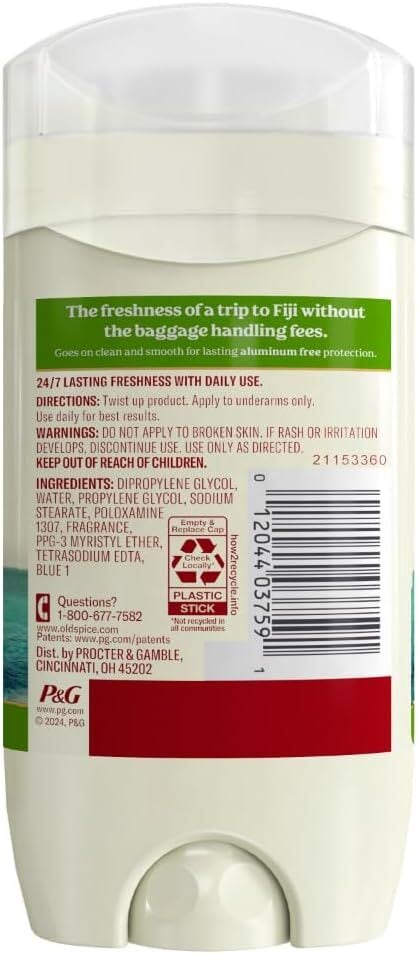 The freshness of a trip to Fiji without
the baggage handling fees.
Goes on clean and smooth for lasting aluminum free protection.
24/7 LASTING FRESHNESS WITH DAILY USE.
DIRECTIONS: Twist up product. Apply to underarms only.
Use daily for best results.
WARNINGS: DO NOT APPLY TO BROKEN SKIN. IF RASH OR IRRITATION
DEVELOPS, DISCONTINUE USE. USE ONLY AS DIRECTED.
KEEP OUT OF REACH OF CHILDREN.
21153360
INGREDIENTS: DIPROPYLENE GLYCOL,
WATER, PROPYLENE GLYCOL, SODIUM
STEARATE, POLOXAMINE
1307, FRAGRANCE,
PPG-3 MYRISTYL ETHER,
TETRASODIUM EDTA,
BLUE 1
Empty &
Replace Cap
Check
Locally*
PLASTIC
STICK
*Not recycled in
all communities
how2recycle.info
0 12044 03759 1
Questions?
1-800-677-7582
www.oldspice.com
Patents: www.pg.com/patents
Dist. by PROCTER & GAMBLE,
CINCINNATI, OH 45202
P&G
www.pg.com
© 2024, P&G